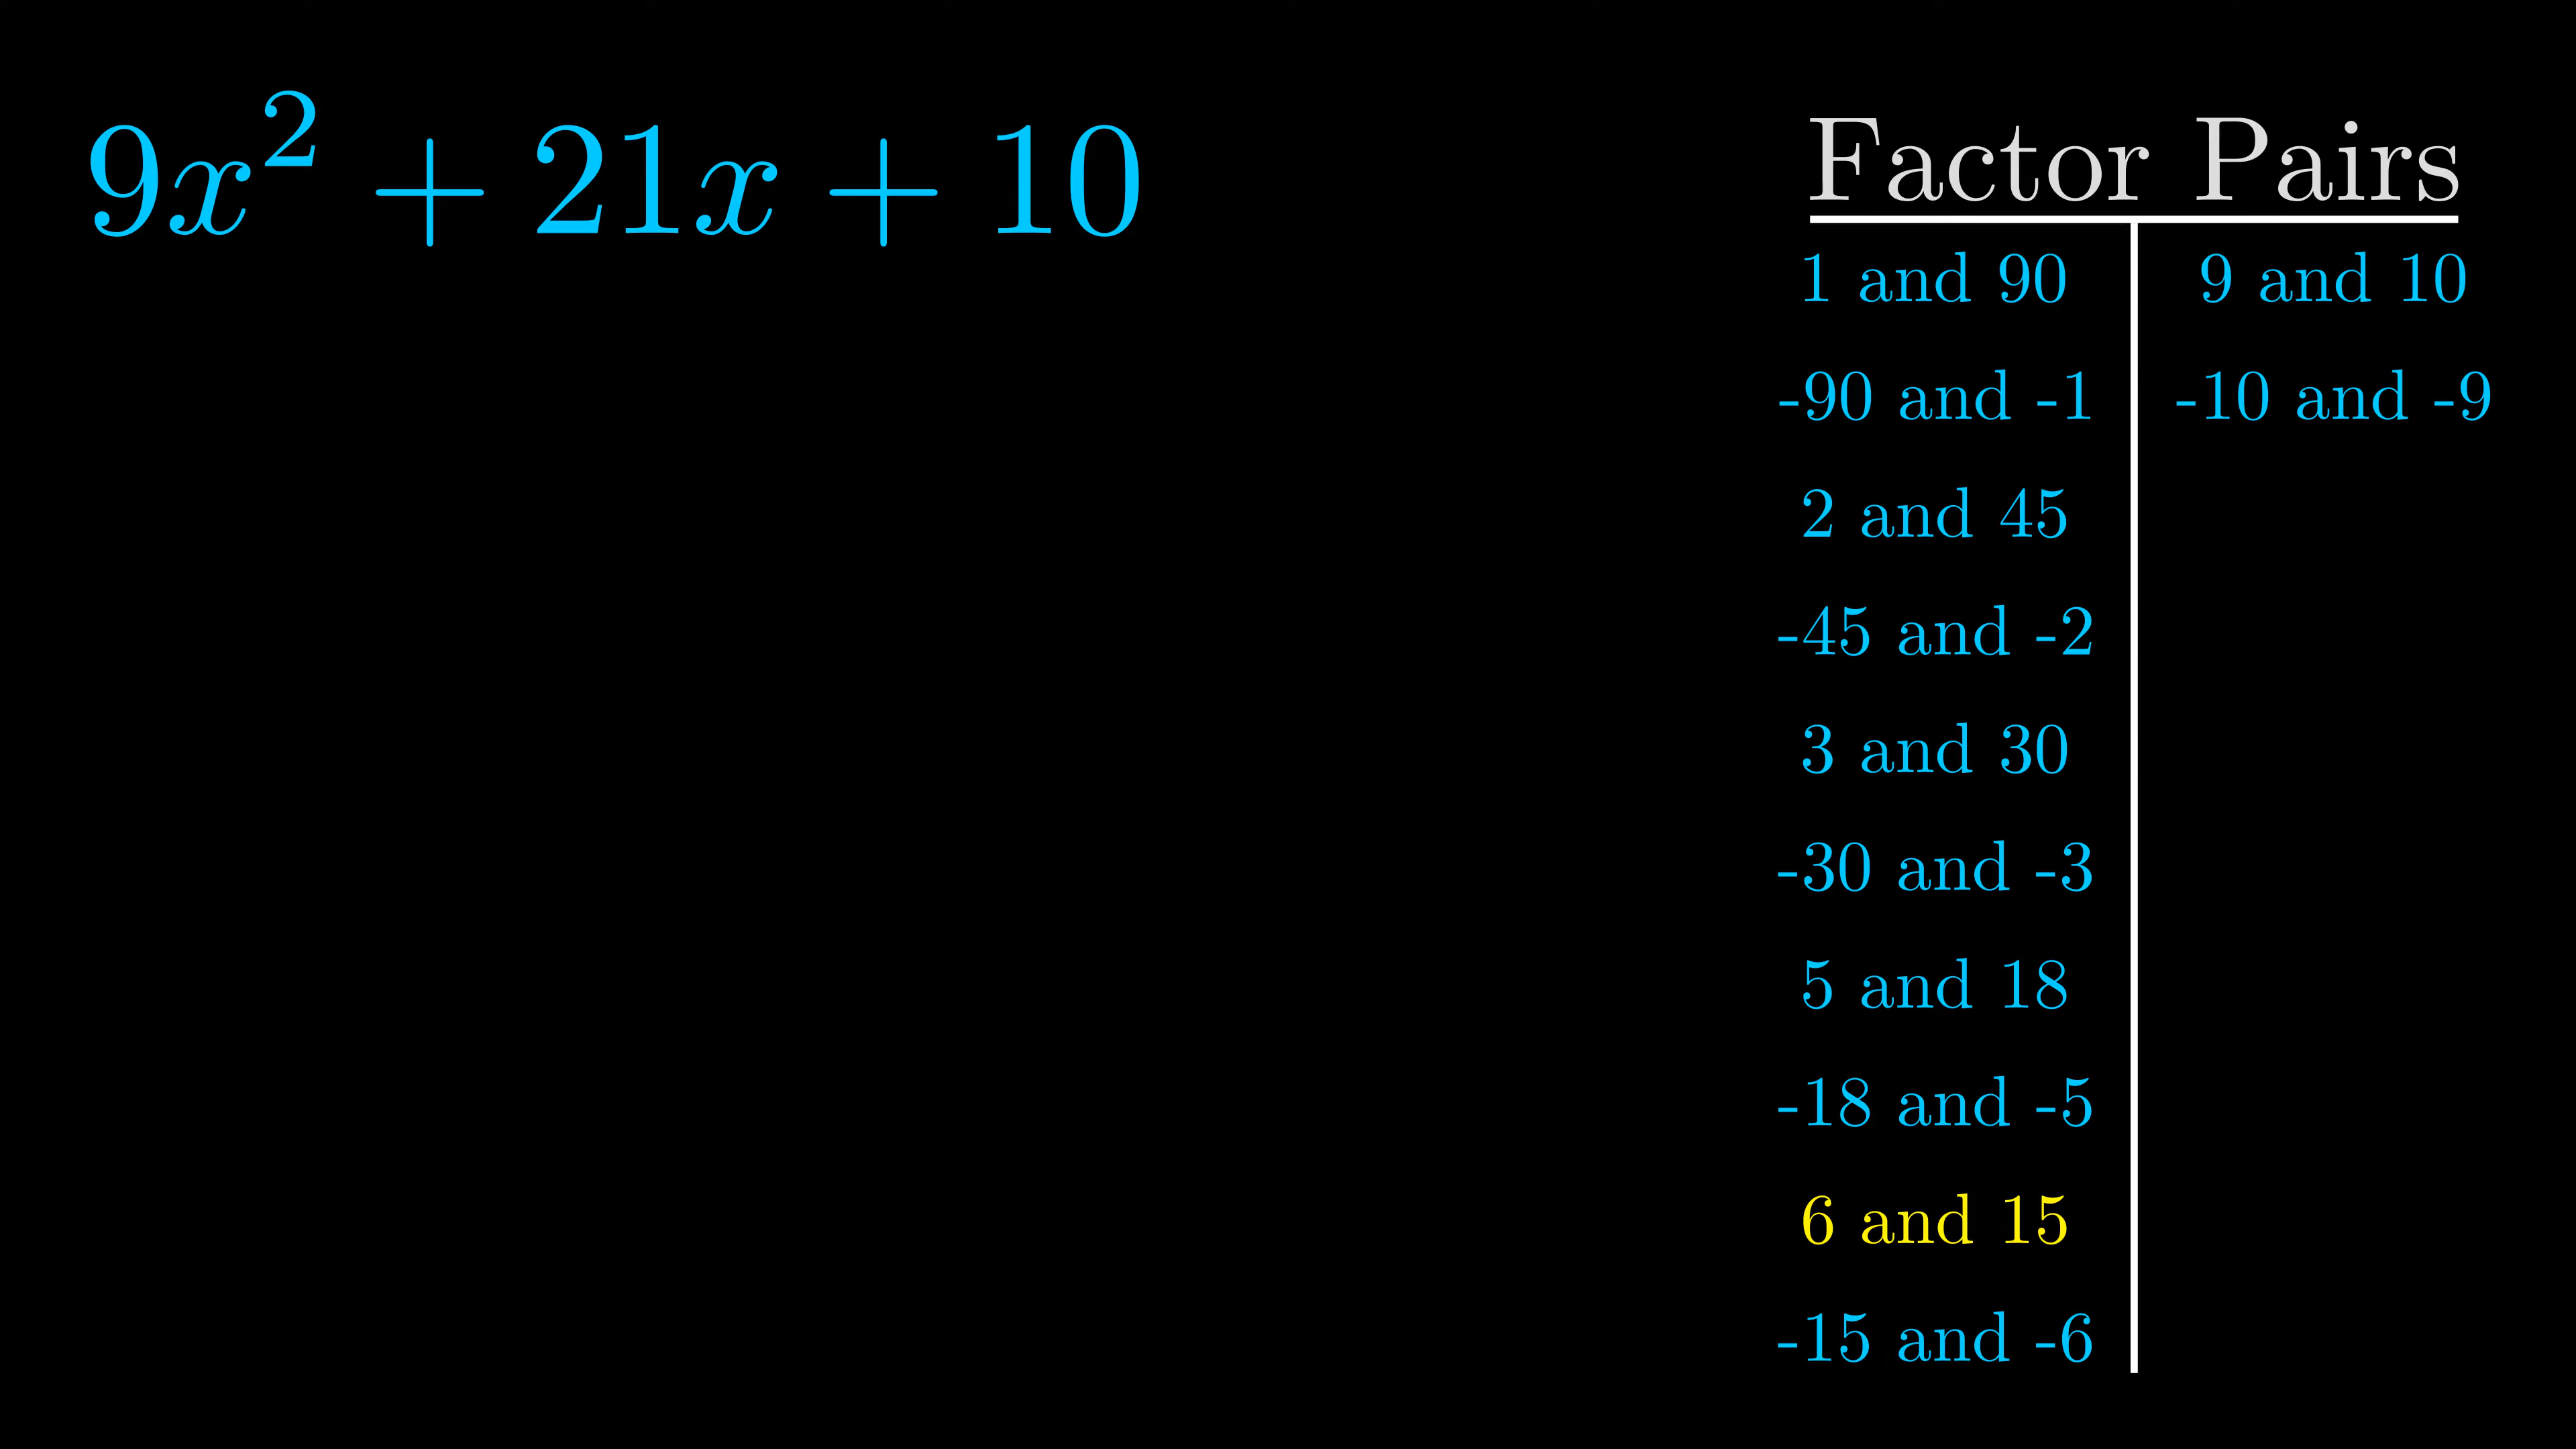 9x² + 21x + 10
Factor Pairs
1 and 90
-90 and -1
2 and 45
-45 and -2
3 and 30
-30 and -3
5 and 18
-18 and -5
6 and 15
-15 and -6
9 and 10
-10 and -9